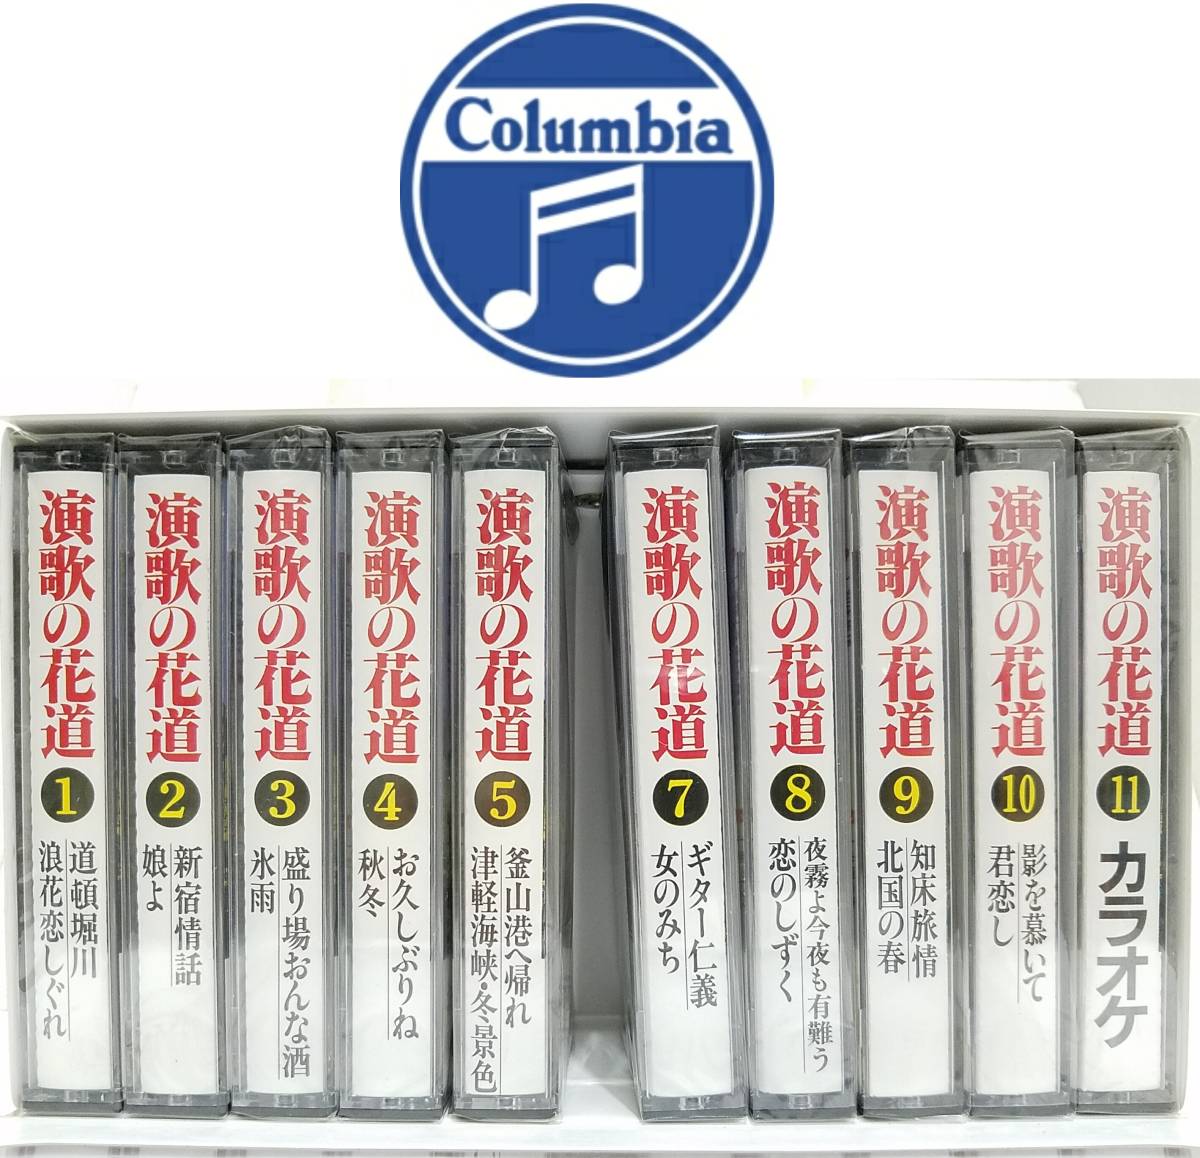 Columbia
演歌の花道
1
道頓堀川
浪花恋しぐれ
演歌の花道
2
新宿情話
娘よ
演歌の花道
3
盛り場おんな酒
氷雨
演歌の花道
4
お久しぶりね
秋冬
演歌の花道
5
釜山港へ帰れ
津軽海峡・冬景色
演歌の花道
7
ギター仁義
女のみち
演歌の花道
8
夜霧よ今夜も有難う
恋のしずく
演歌の花道
9
知床旅情
北国の春
演歌の花道
10
影を慕いて
君恋し
演歌の花道
11
カラオケ